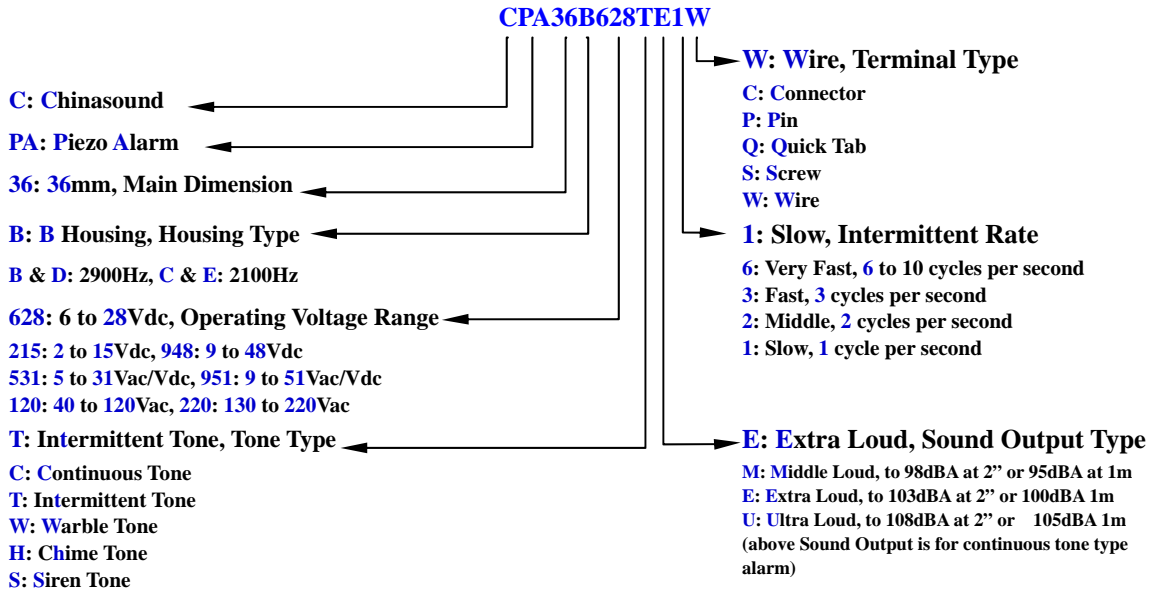 CPA36B628TE1W
C: Chinasound
PA: Piezo Alarm
36: 36mm, Main Dimension
B: B Housing, Housing Type
B & D: 2900Hz, C & E: 2100Hz
628: 6 to 28Vdc, Operating Voltage Range
215: 2 to 15Vdc, 948: 9 to 48Vdc
531: 5 to 31Vac/Vdc, 951: 9 to 51Vac/Vdc
120: 40 to 120Vac, 220: 130 to 220Vac
T: Intermittent Tone, Tone Type
C: Continuous Tone
T: Intermittent Tone
W: Warble Tone
H: Chime Tone
S: Siren Tone
W: Wire, Terminal Type
C: Connector
P: Pin
Q: Quick Tab
S: Screw
W: Wire
1: Slow, Intermittent Rate
6: Very Fast, 6 to 10 cycles per second
3: Fast, 3 cycles per second
2: Middle, 2 cycles per second
1: Slow, 1 cycle per second
E: Extra Loud, Sound Output Type
M: Middle Loud, to 98dBA at 2” or 95dBA at 1m
E: Extra Loud, to 103dBA at 2” or 100dBA 1m
U: Ultra Loud, to 108dBA at 2” or 105dBA 1m
(above Sound Output is for continuous tone type
alarm)